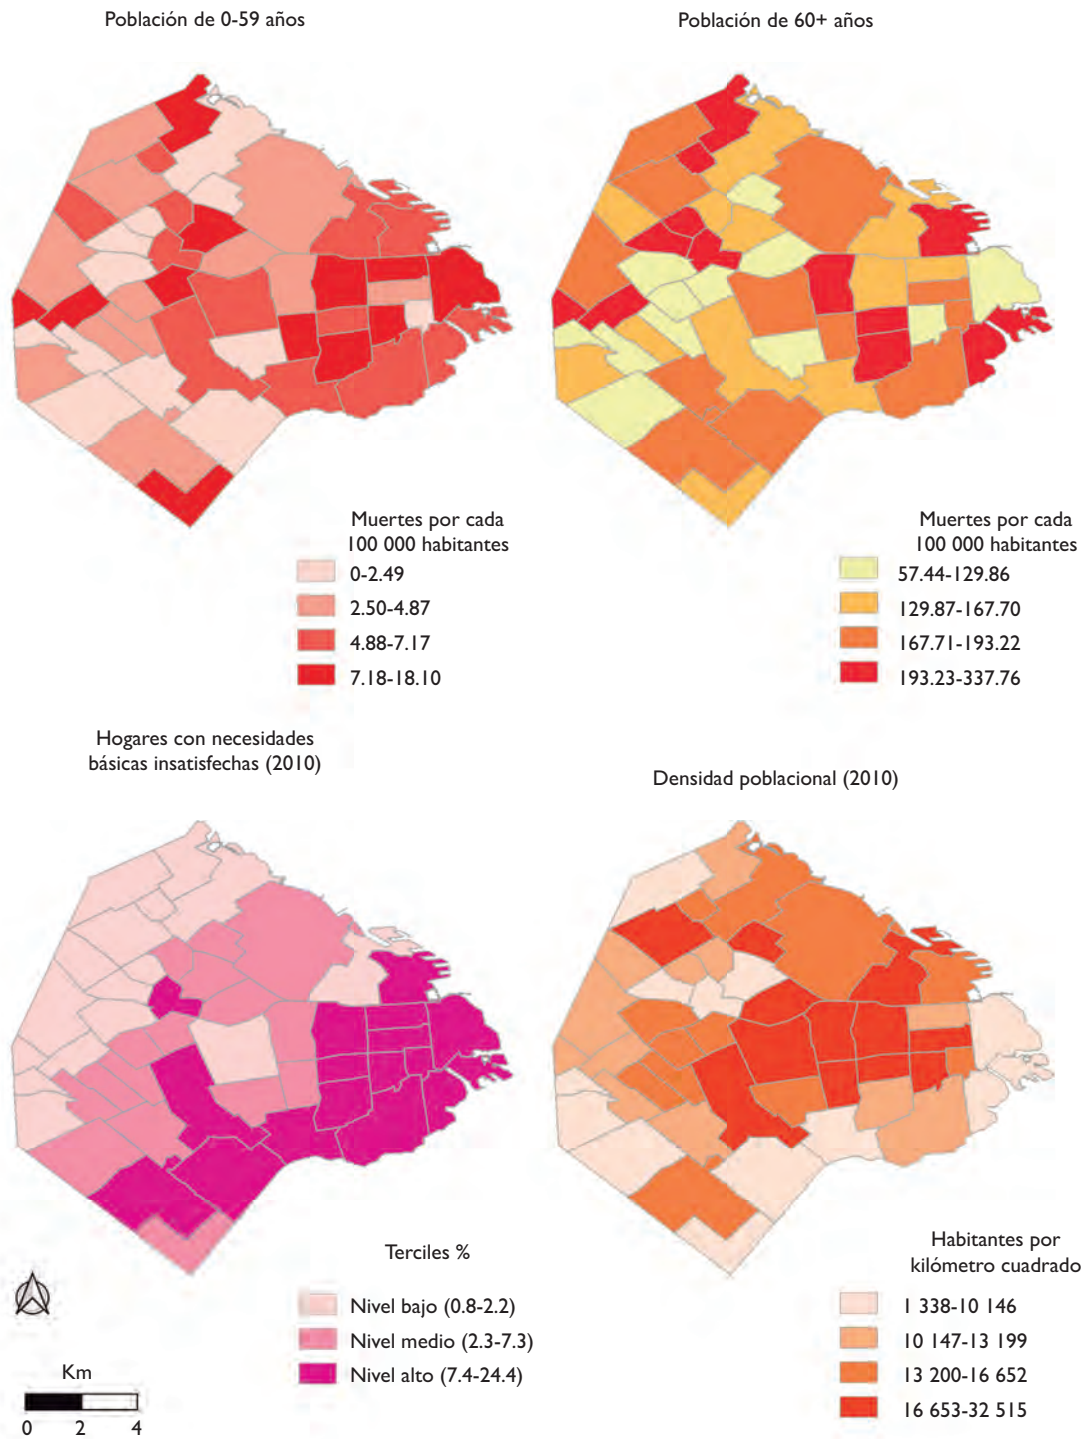 Población de 0-59 años
Población de 60+ años
Muertes por cada
100 000 habitantes
0-2.49
2.50-4.87
4.88-7.17
7.18-18.10
Muertes por cada
100 000 habitantes
57.44-129.86
129.87-167.70
167.71-193.22
193.23-337.76
Hogares con necesidades
básicas insatisfechas (2010)
Densidad poblacional (2010)
Terciles %
Nivel bajo (0.8-2.2)
Nivel medio (2.3-7.3)
Nivel alto (7.4-24.4)
Habitantes por
kilómetro cuadrado
1 338-10 146
10 147-13 199
13 200-16 652
16 653-32 515
Km
0 2 4